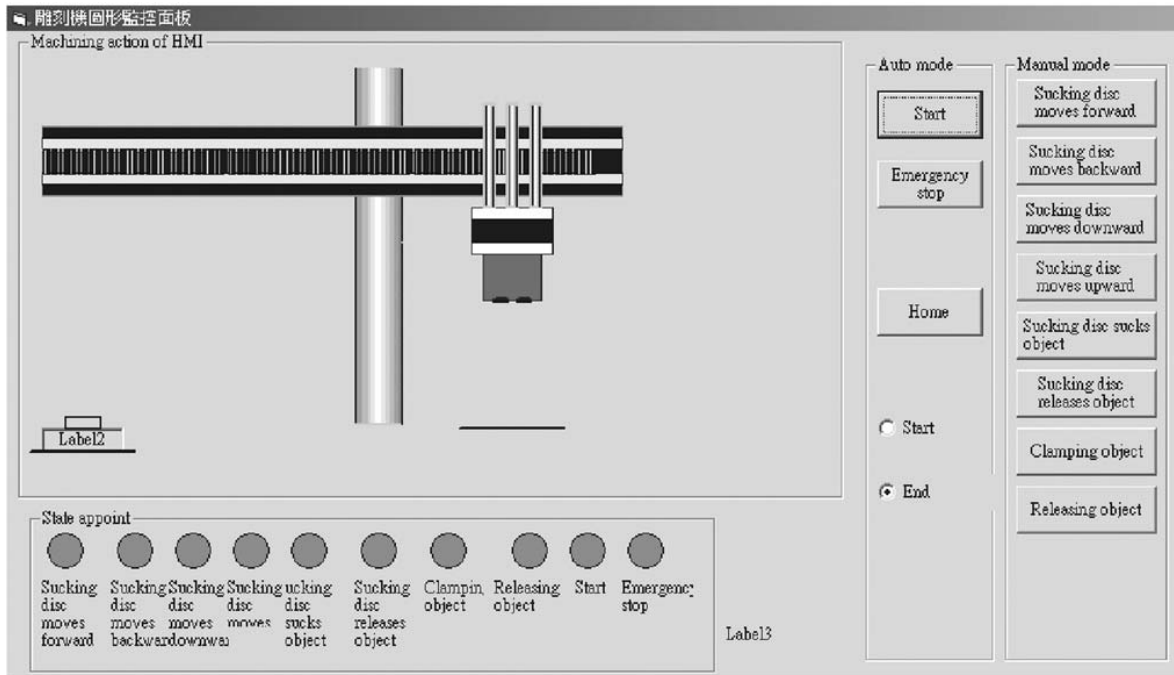 雕刻機圖形監控面板
Machining action of HMI
Label2
Auto mode
Start
Emergency
stop
Home
Start
End
Manual mode
Sucking disc
moves forward
Sucking disc
moves backward
Sucking disc
moves downward
Sucking disc
moves upward
Sucking disc sucks
object
Sucking disc
releases object
Clamping object
Releasing object
State appoint
Sucking
disc
moves
forward
Sucking
disc
moves
backward
Sucking
disc
moves
downwa
Sucking
disc
moves
ucking
disc
sucks
object
Sucking
disc
releases
object
Clampin
object
Releasing
object
Start
Emergency
stop
Label3